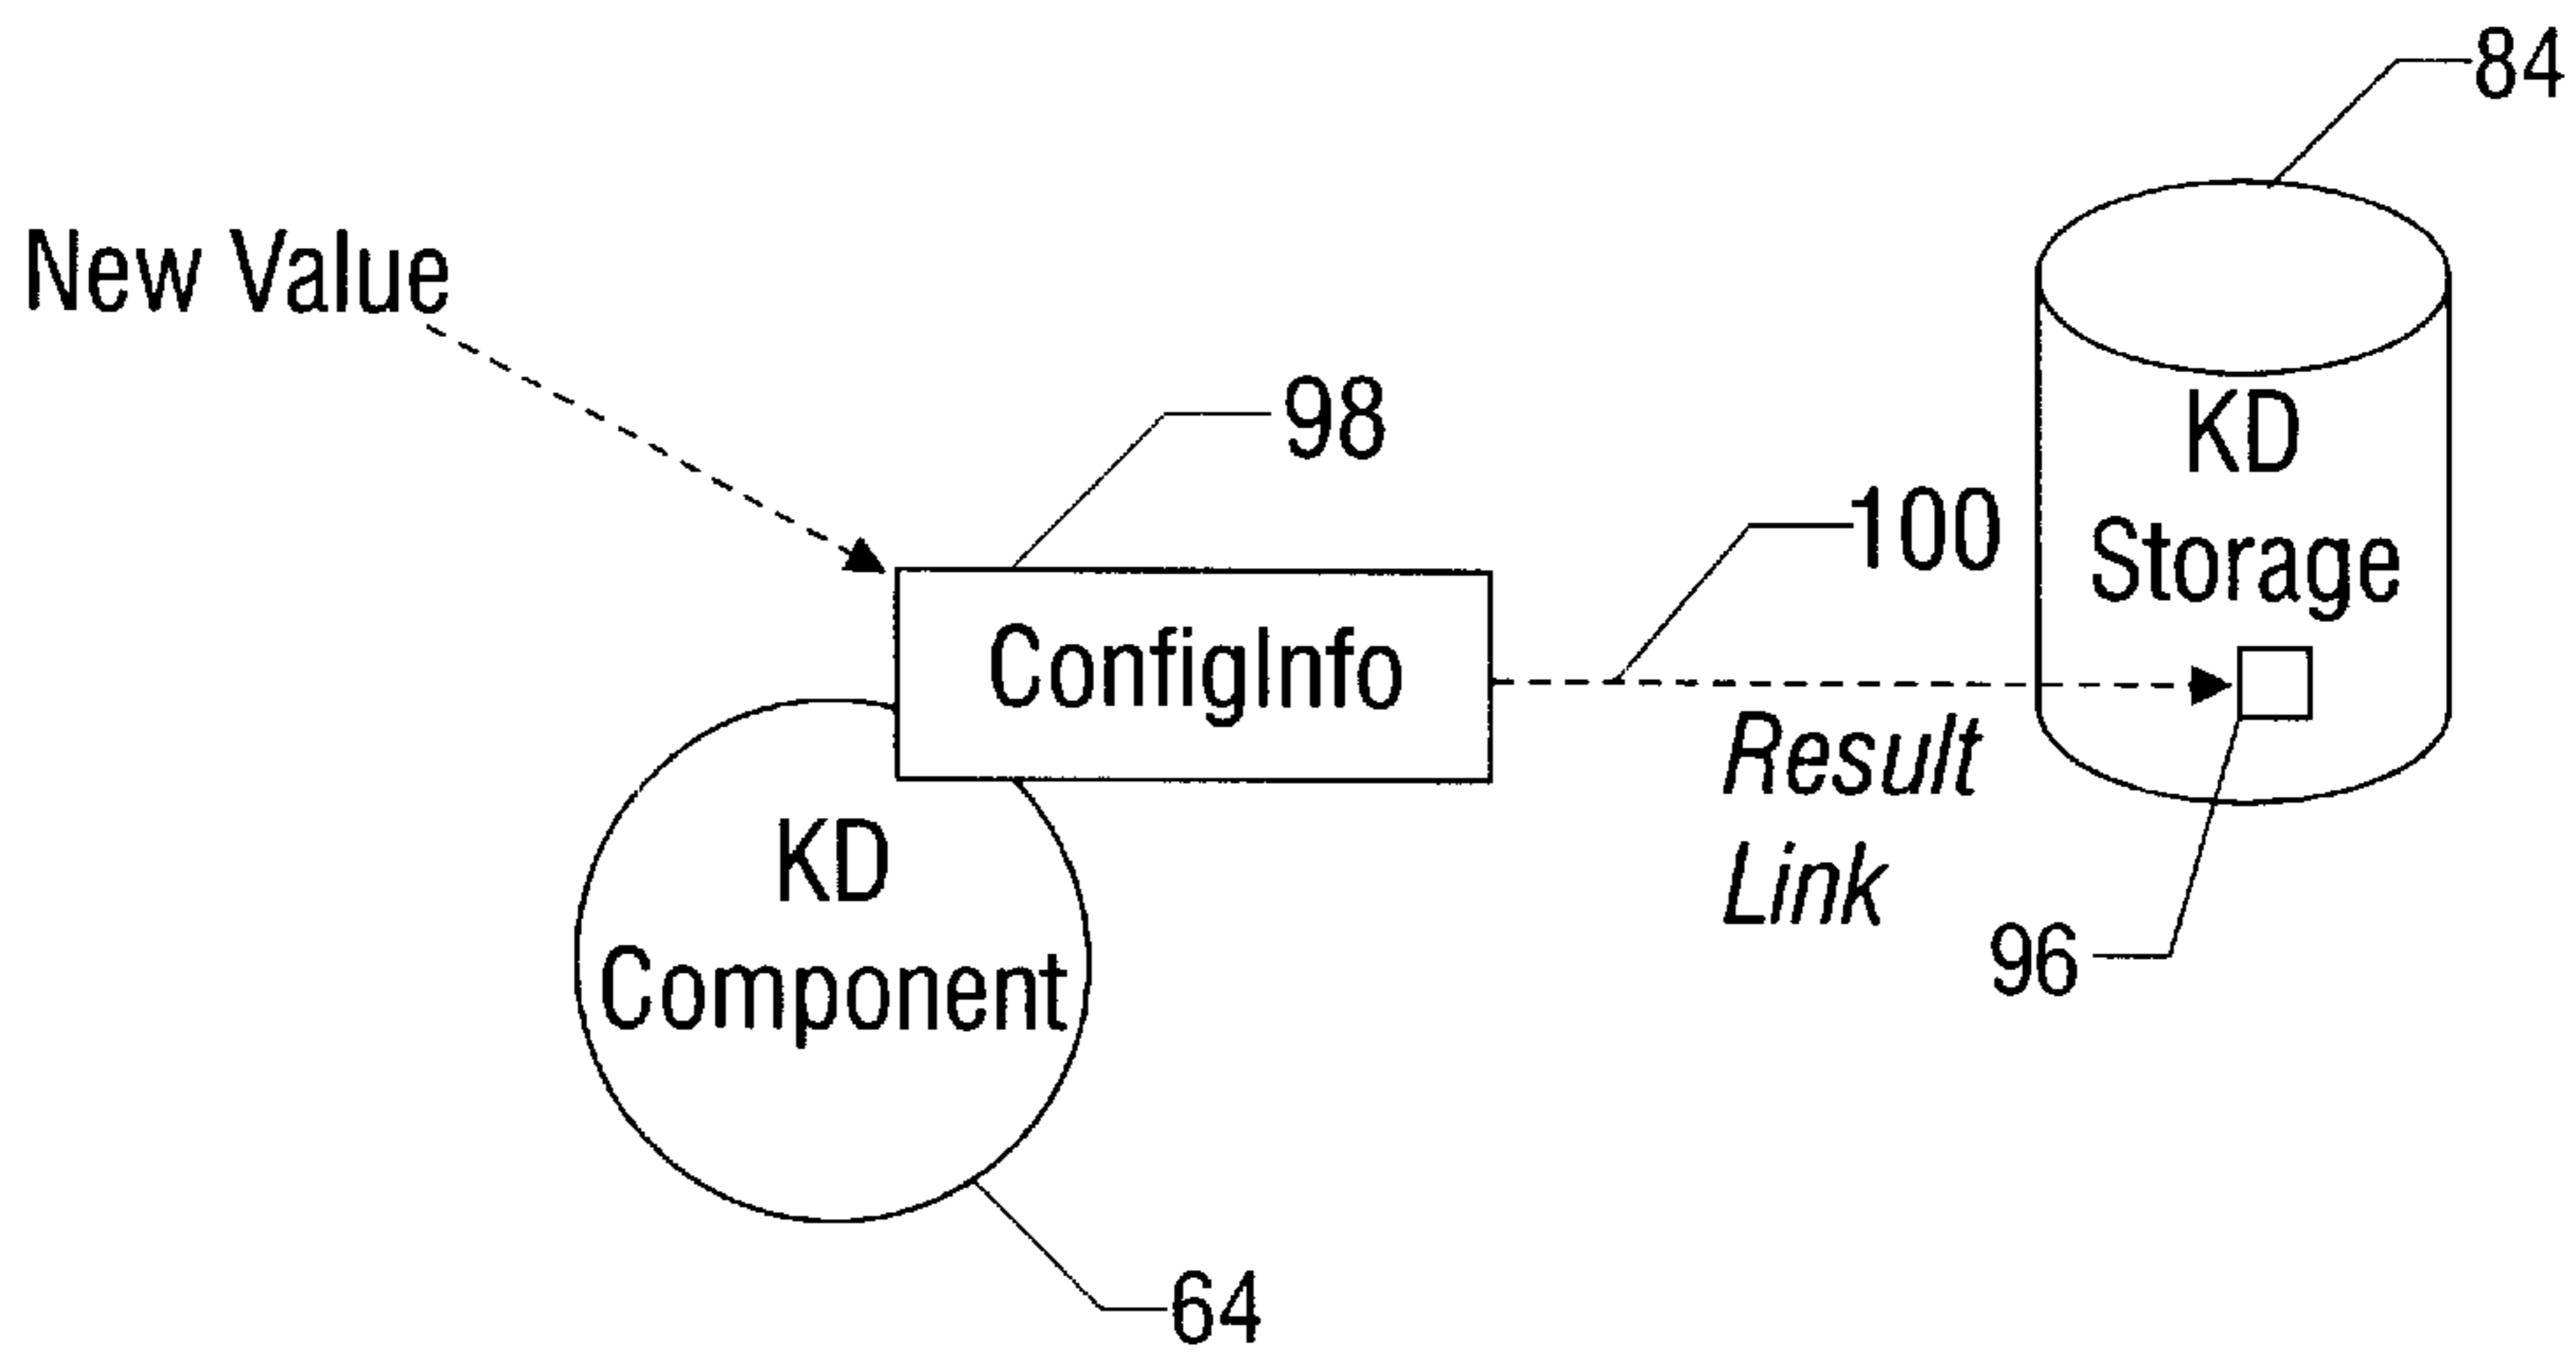 84
New Value
98
KD
Storage
100
ConfigInfo
Result
Link
KD
Component
96
64